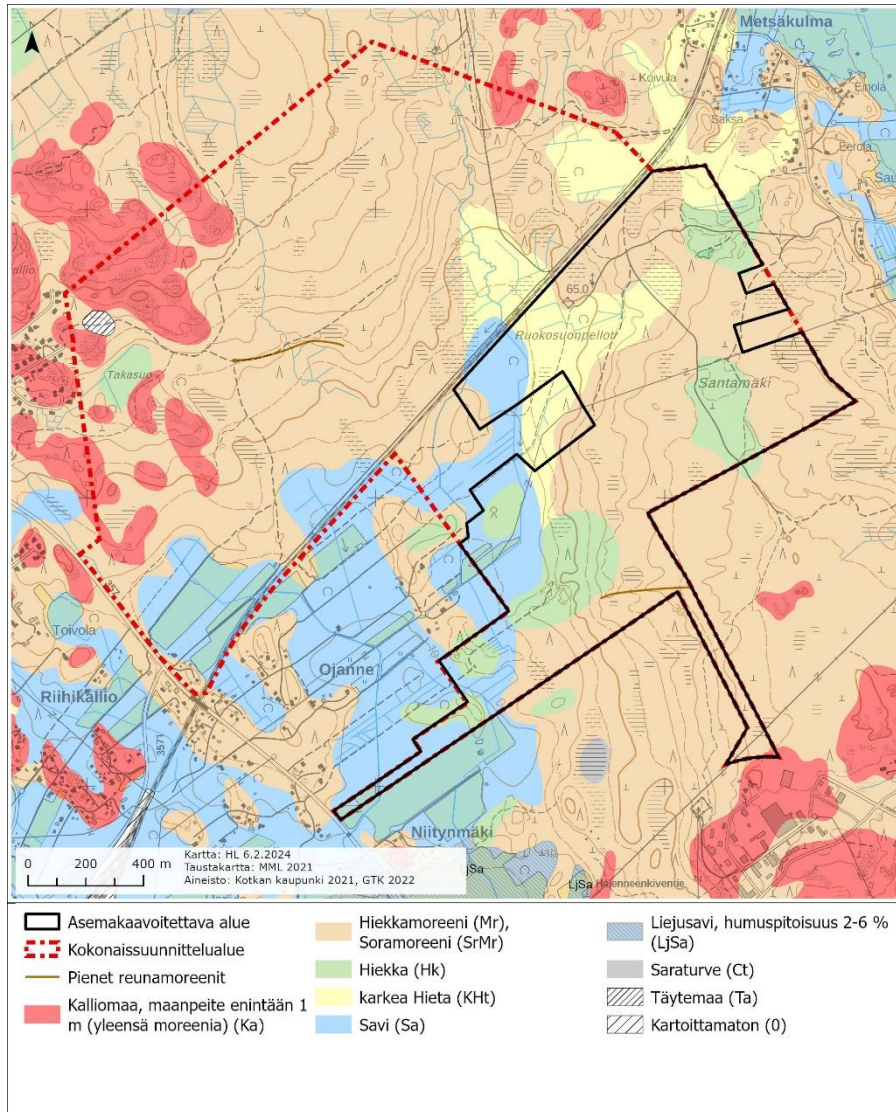 Metsäkulma
Koivula
Einola
Saksa
Eerola
Sau
65.0
Ruokosuonpellot
kallio
Takasuo
Santamäki
Toivola
Ojanne
Riihikallio
3571
Niitynmäki
LjSa
LjSa
Hajenneenkiventie
0 200 400 m
Kartta: HL 6.2.2024
Taustakartta: MML 2021
Aineisto: Kotkan kaupunki 2021, GTK 2022
Asemakaavoitettava alue
Kokonaissuunnittelualue
Pienet reunamoreenit
Kalliomaa, maanpeite enintään 1
m (yleensä moreenia) (Ka)
Hiekkamoreeni (Mr),
Soramoreeni (SrMr)
Hiekka (Hk)
karkea Hieta (KHt)
Savi (Sa)
Liejusavi, humuspitoisuus 2-6 %
(LjSa)
Saraturve (Ct)
Täytemaa (Ta)
Kartoittamaton (0)